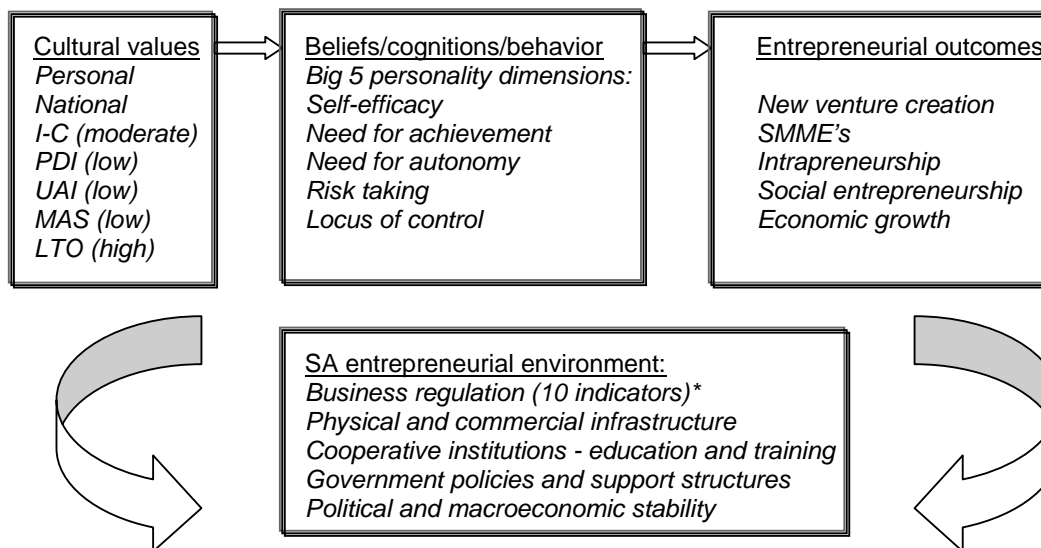 Cultural values
Personal
National
I-C (moderate)
PDI (low)
UAI (low)
MAS (low)
LTO (high)
Beliefs/cognitions/behavior
Big 5 personality dimensions:
Self-efficacy
Need for achievement
Need for autonomy
Risk taking
Locus of control
Entrepreneurial outcomes
New venture creation
SMME's
Intrapreneurship
Social entrepreneurship
Economic growth
SA entrepreneurial environment:
Business regulation (10 indicators)*
Physical and commercial infrastructure
Cooperative institutions - education and training
Government policies and support structures
Political and macroeconomic stability